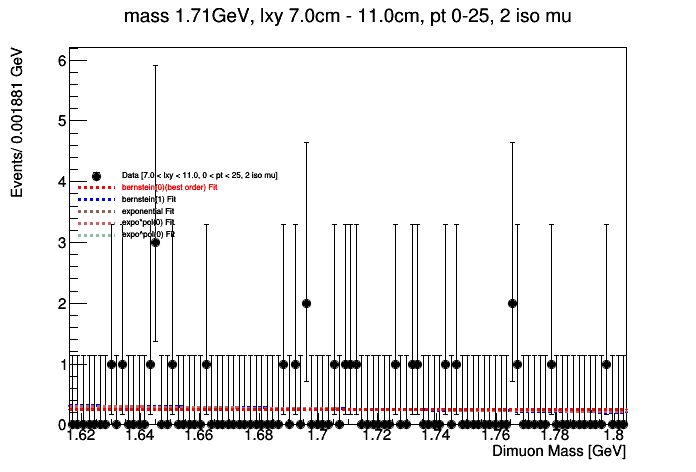 mass 1.71GeV, lxy 7.0cm - 11.0cm, pt 0-25, 2 iso mu
Events/ 0.001881 GeV
6
5
4
3
2
1
0
Data [7.0 < lxy < 11.0, 0 < pt < 25, 2 iso mu]
bernstein[0](best order) Fit
bernstein[1] Fit
exponential Fit
expo*pol(0) Fit
expo^pol(0) Fit
1.62 1.64 1.66 1.68 1.7 1.72 1.74 1.76 1.78 1.8
Dimuon Mass [GeV]